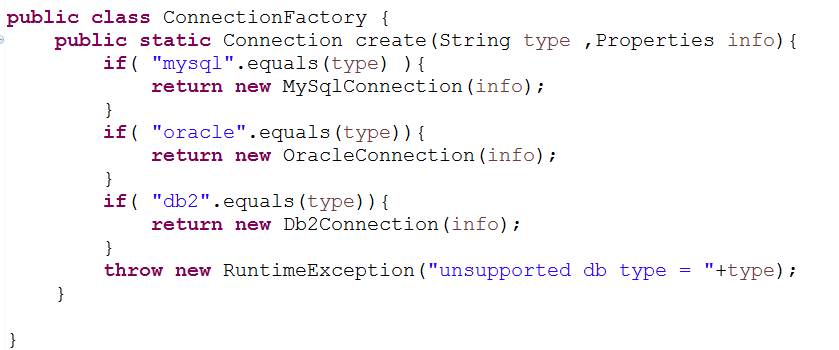 public class ConnectionFactory {
    public static Connection create(String type ,Properties info){
        if( "mysql".equals(type) ){
            return new MySqlConnection(info);
        }
        if( "oracle".equals(type)){
            return new OracleConnection(info);
        }
        if( "db2".equals(type)){
            return new Db2Connection(info);
        }
        throw new RuntimeException("unsupported db type = "+type);
    }

}